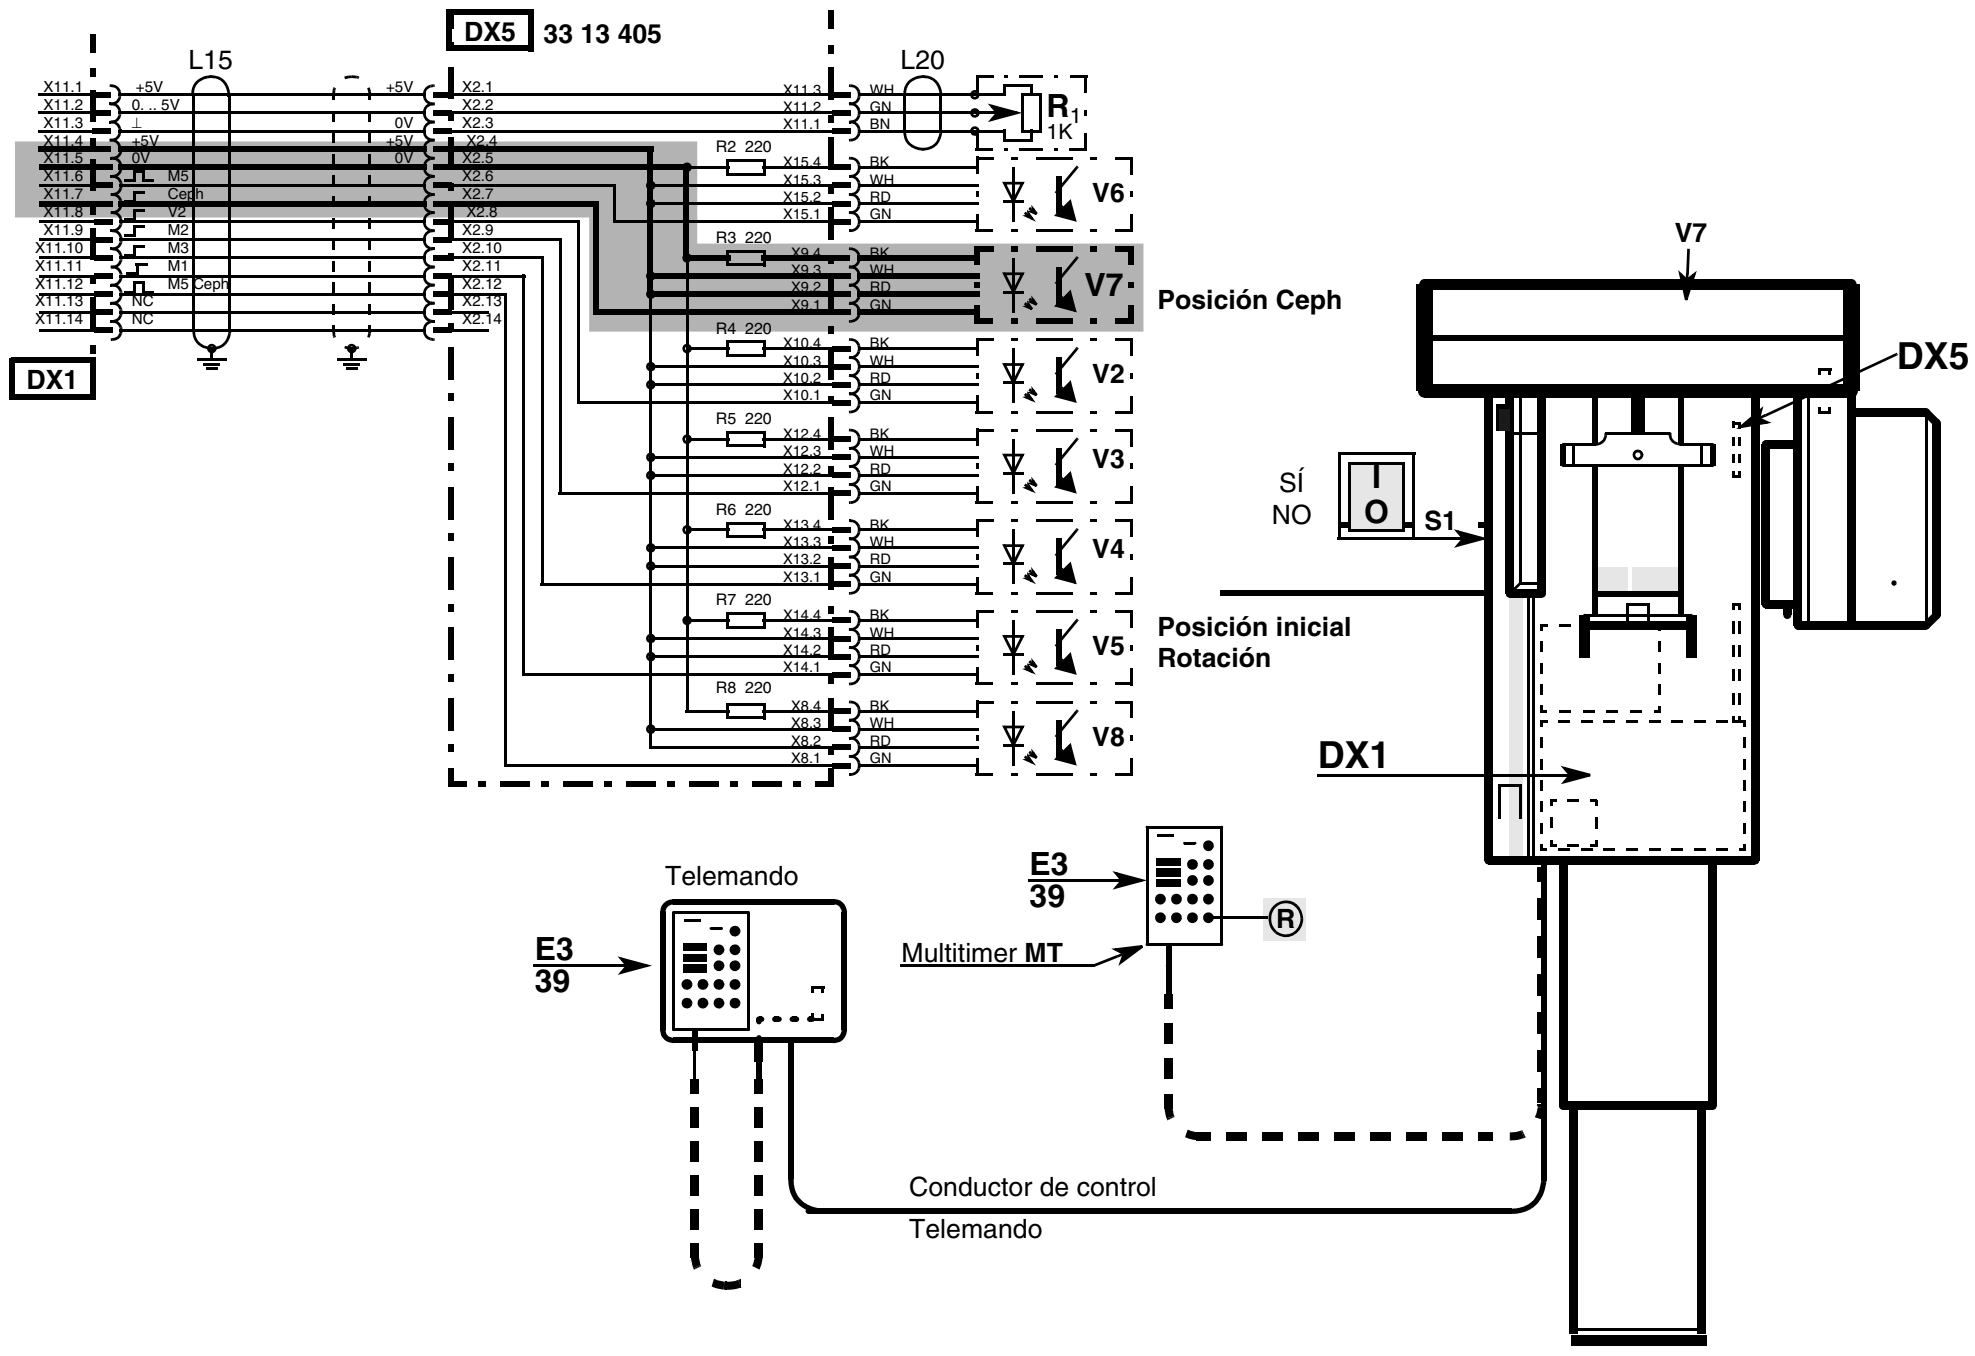 DX5 33 13 405
L15
L20
X11.1 +5V +5V X2.1 X11.3 WH
X11.2 0. .. 5V X2.2 X11.2 GN
X11.3 ⊥ 0V X2.3 X11.1 BN
R1
1K
X11.4 +5V +5V X2.4
X11.5 0V 0V X2.5
X11.6 M5 X2.6
X11.7 Ceph X2.7
X11.8 V2 X2.8
X11.9 M2 X2.9
X11.10 M3 X2.10
X11.11 M1 X2.11
X11.12 M5 Ceph X2.12
X11.13 NC X2.13
X11.14 NC X2.14
DX1
R2 220
X15.4 BK
X15.3 WH
X15.2 RD
X15.1 GN
V6
R3 220
X9.4 BK
X9.3 WH
X9.2 RD
X9.1 GN
V7
Posición Ceph
R4 220
X10.4 BK
X10.3 WH
X10.2 RD
X10.1 GN
V2
R5 220
X12.4 BK
X12.3 WH
X12.2 RD
X12.1 GN
V3
R6 220
X13.4 BK
X13.3 WH
X13.2 RD
X13.1 GN
V4
R7 220
X14.4 BK
X14.3 WH
X14.2 RD
X14.1 GN
V5
Posición inicial
Rotación
R8 220
X8.4 BK
X8.3 WH
X8.2 RD
X8.1 GN
V8
V7
DX5
SÍ
NO
I
O
S1
DX1
Telemando
E3
39
E3
39
R
Multitimer MT
Conductor de control
Telemando